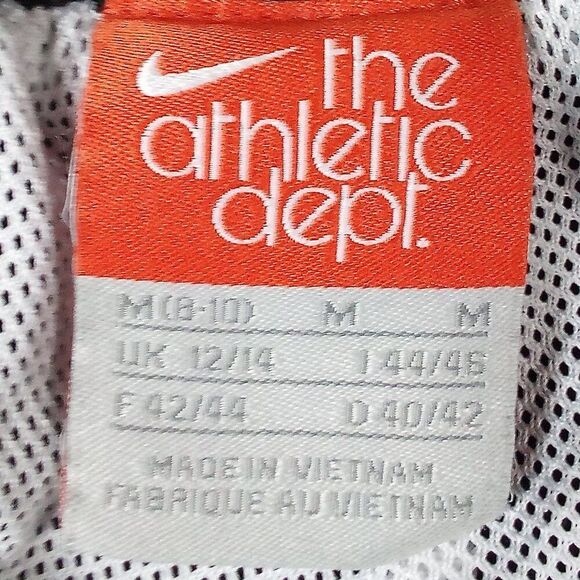 the
athletic
dept.
M(8-10) M M
UK 12/14 I 44/46
F 42/44 D 40/42
MADE IN VIETNAM
FABRIQUE AU VIETNAM